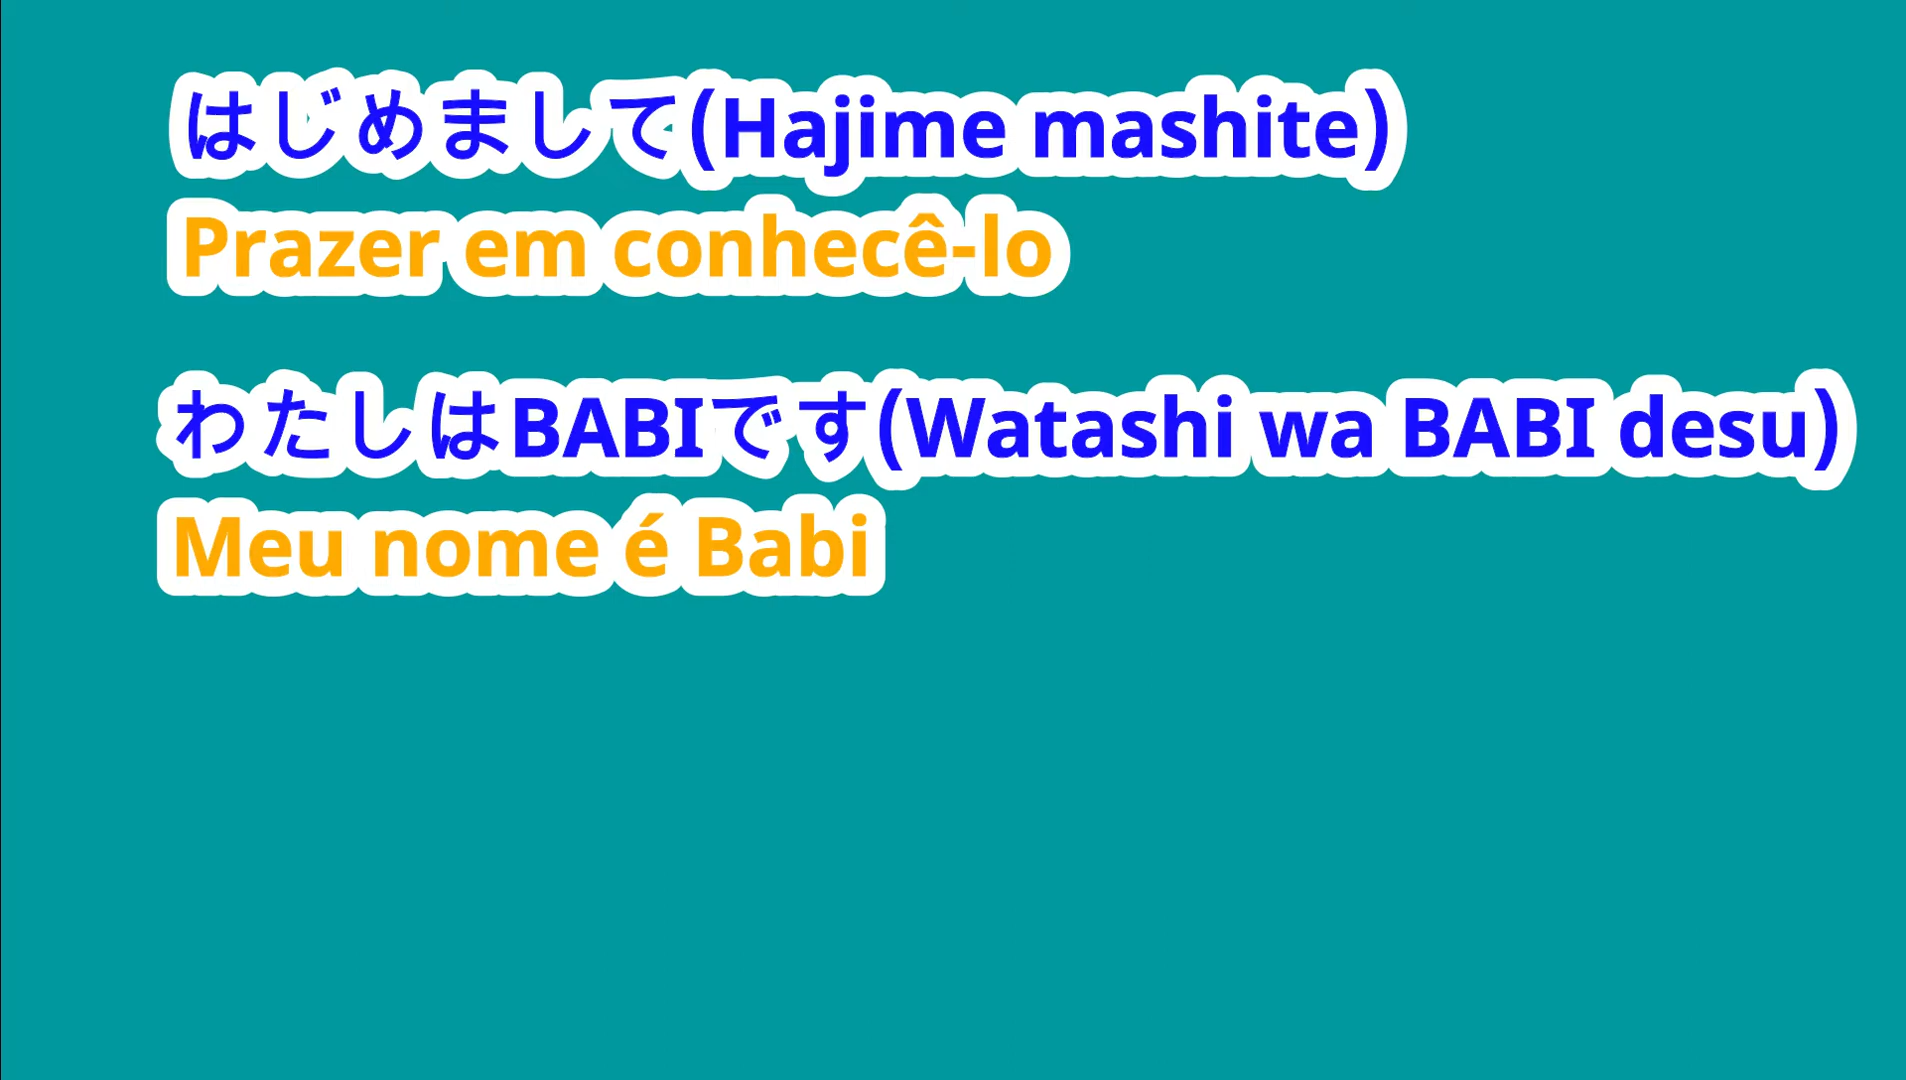 はじめまして(Hajime mashite)
Prazer em conhecê-lo
わたしはBABIです(Watashi wa BABI desu)
Meu nome é Babi